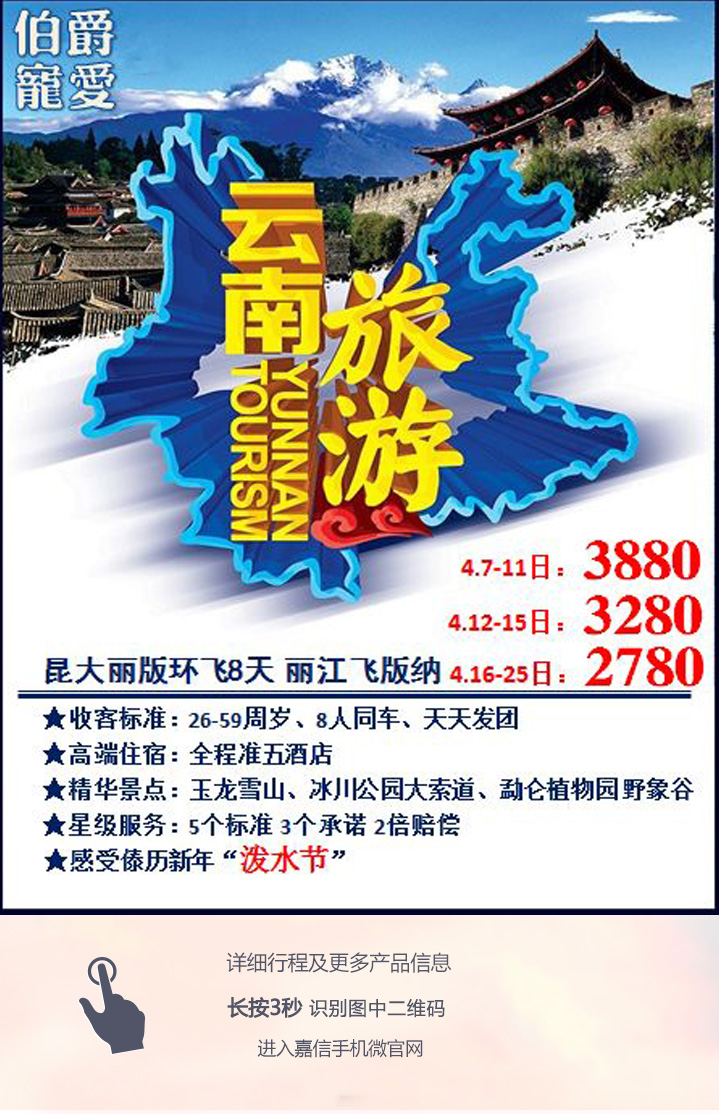 伯爵
寵愛
云南
旅游
YUNNAN
TOURISM
4.7-11日：3880
4.12-15日：3280
昆大丽版环飞8天 丽江飞版纳 4.16-25日：2780
★收客标准：26-59周岁、8人同车、天天发团
★高端住宿：全程准五酒店
★精华景点：玉龙雪山、冰川公园大索道、勐仑植物园 野象谷
★星级服务：5个标准 3个承诺 2倍赔偿
★感受傣历新年“泼水节”
详细行程及更多产品信息
长按3秒 识别图中二维码
进入嘉信手机微官网